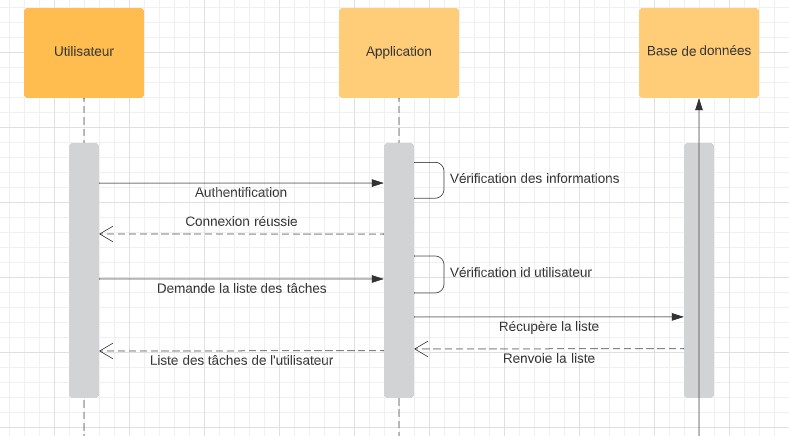 Utilisateur
Application
Base de données
Vérification des informations
Authentification
Connexion réussie
Vérification id utilisateur
Demande la liste des tâches
Récupère la liste
Renvoie la liste
Liste des tâches de l'utilisateur